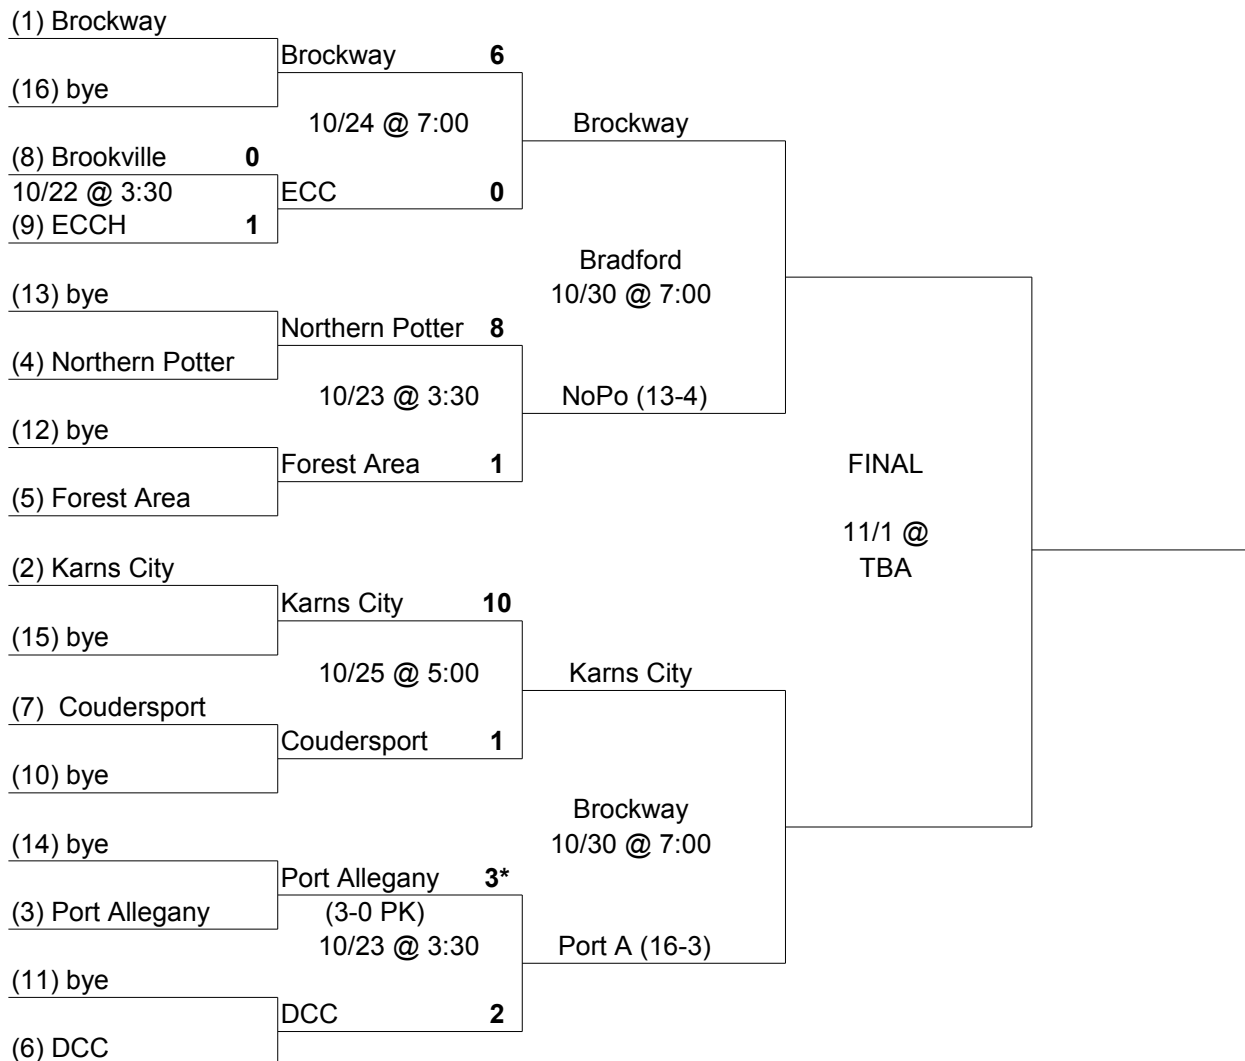 (1) Brockway
Brockway 6
(16) bye
10/24 @ 7:00
Brockway
(8) Brookville 0
10/22 @ 3:30
ECC 0
(9) ECCH 1
Bradford
10/30 @ 7:00
(13) bye
Northern Potter 8
(4) Northern Potter
10/23 @ 3:30
NoPo (13-4)
(12) bye
Forest Area 1
(5) Forest Area
FINAL
11/1 @
TBA
(2) Karns City
Karns City 10
(15) bye
10/25 @ 5:00
Karns City
(7) Coudersport
Coudersport 1
(10) bye
Brockway
10/30 @ 7:00
(14) bye
Port Allegany 3*
(3) Port Allegany
(3-0 PK)
10/23 @ 3:30
Port A (16-3)
(11) bye
DCC 2
(6) DCC